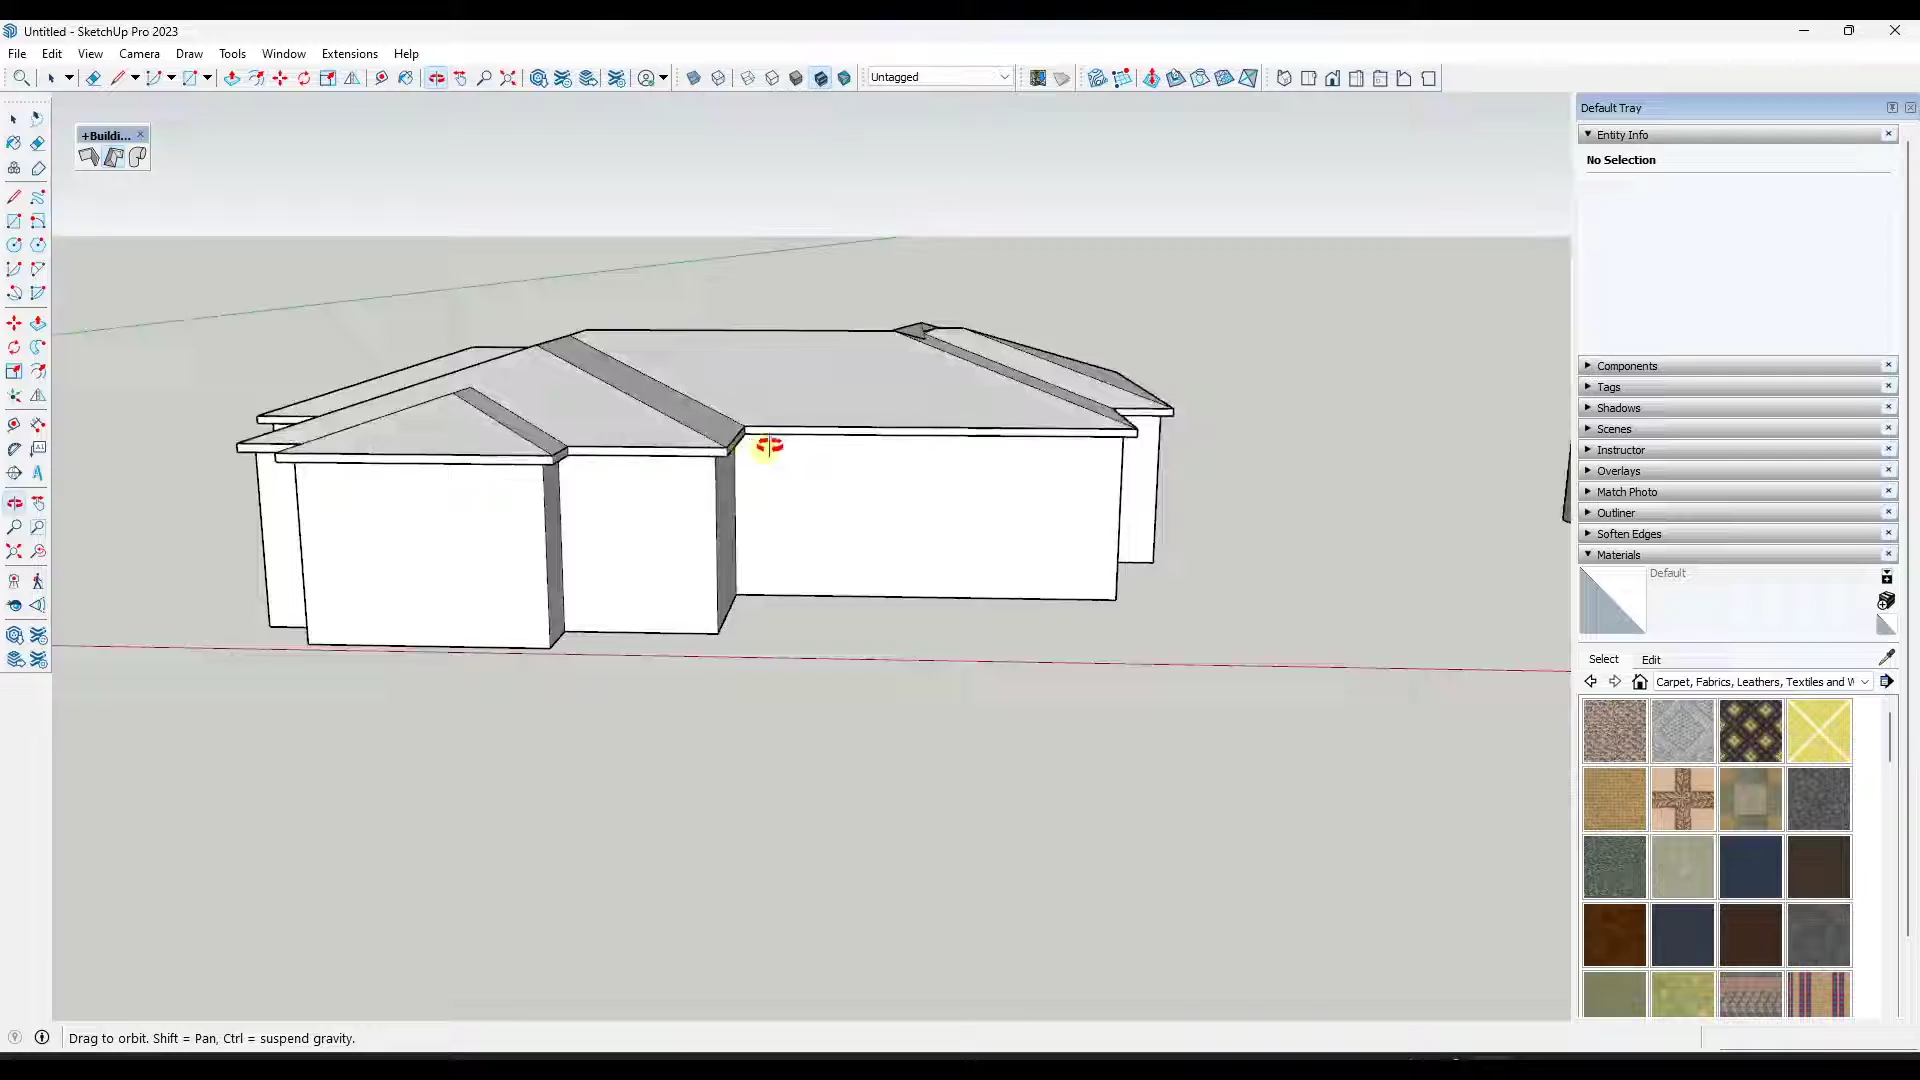 Untitled - SketchUp Pro 2023
File Edit View Camera Draw Tools Window Extensions Help
Untagged
+Buildi...
Default Tray
Entity Info
No Selection
Components
Tags
Shadows
Scenes
Instructor
Overlays
Match Photo
Outliner
Soften Edges
Materials
Default
Select Edit
Carpet, Fabrics, Leathers, Textiles and W
Drag to orbit. Shift = Pan, Ctrl = suspend gravity.